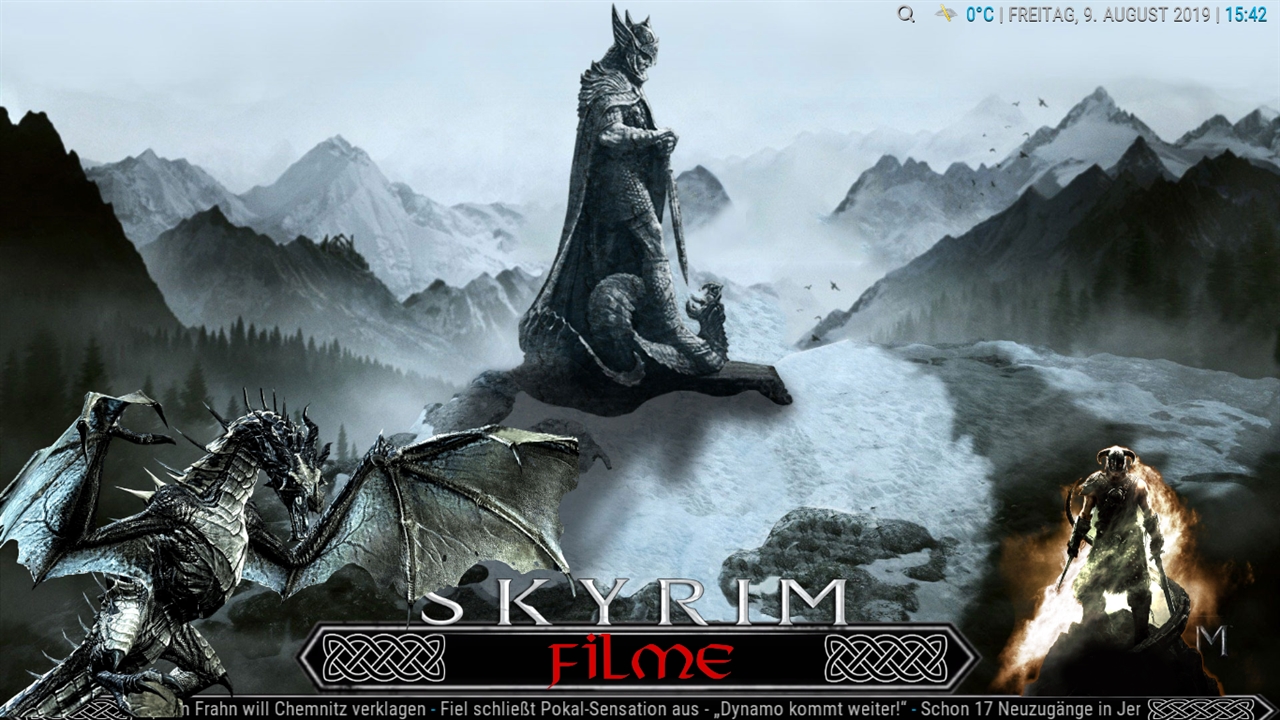 0°C | FREITAG, 9. AUGUST 2019 | 15:42
SKYRIM
FILME
M
Frahn will Chemnitz verklagen - Fiel schließt Pokal-Sensation aus - „Dynamo kommt weiter!“ - Schon 17 Neuzugänge in Jer